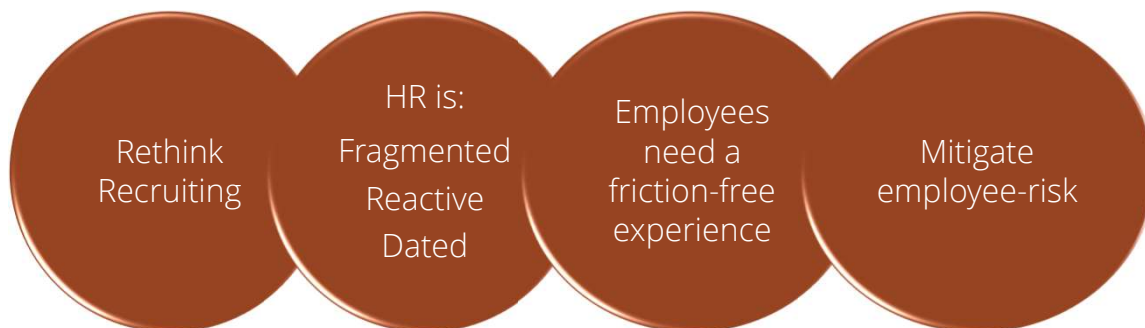 Rethink
Recruiting
HR is:
Fragmented
Reactive
Dated
Employees
need a
friction-free
experience
Mitigate
employee-risk